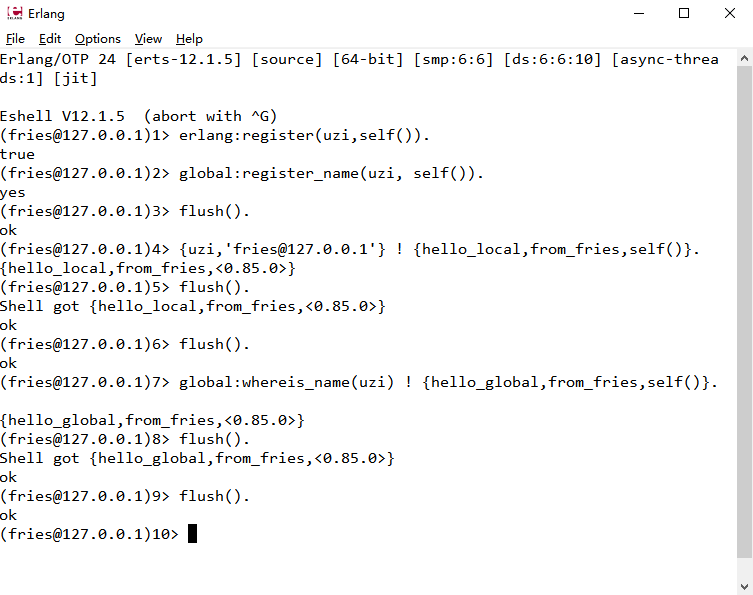 Erlang
File Edit Options View Help
Erlang/OTP 24 [erts-12.1.5] [source] [64-bit] [smp:6:6] [ds:6:6:10] [async-threa
ds:1] [jit]
Eshell V12.1.5  (abort with ^G)
(fries@127.0.0.1)1> erlang:register(uzi,self()).
true
(fries@127.0.0.1)2> global:register_name(uzi, self()).
yes
(fries@127.0.0.1)3> flush().
ok
(fries@127.0.0.1)4> {uzi,'fries@127.0.0.1'} ! {hello_local,from_fries,self()}.
{hello_local,from_fries,<0.85.0>}
(fries@127.0.0.1)5> flush().
Shell got {hello_local,from_fries,<0.85.0>}
ok
(fries@127.0.0.1)6> flush().
ok
(fries@127.0.0.1)7> global:whereis_name(uzi) ! {hello_global,from_fries,self()}.
{hello_global,from_fries,<0.85.0>}
(fries@127.0.0.1)8> flush().
Shell got {hello_global,from_fries,<0.85.0>}
ok
(fries@127.0.0.1)9> flush().
ok
(fries@127.0.0.1)10>